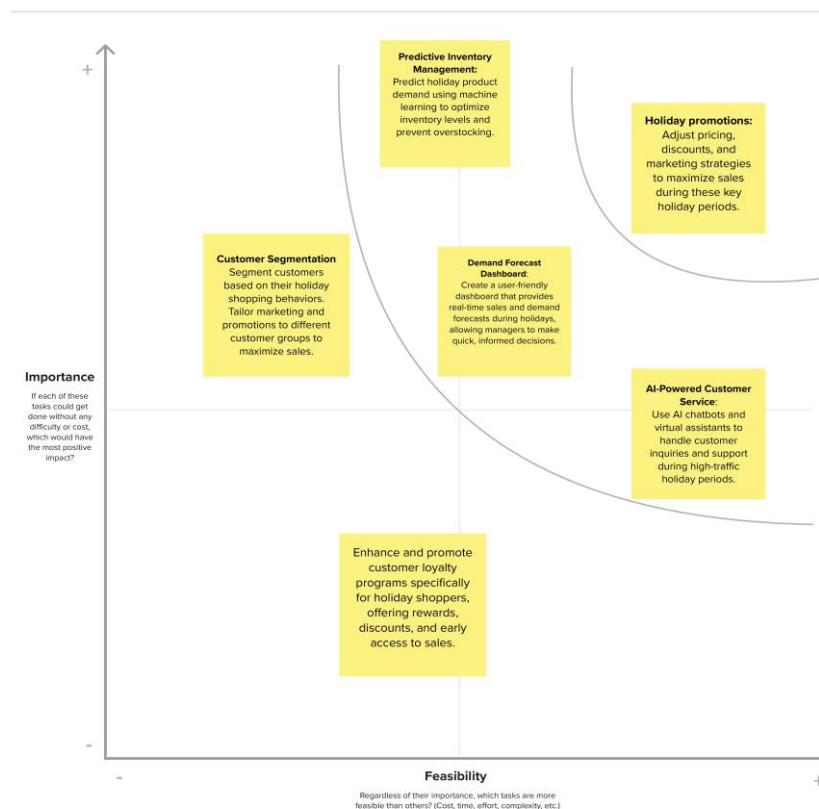 +
Predictive Inventory
Management:
Predict holiday product
demand using machine
learning to optimize
inventory levels and
prevent overstocking.
Holiday promotions:
Adjust pricing,
discounts, and
marketing strategies
to maximize sales
during these key
holiday periods.
Customer Segmentation
Segment customers
based on their holiday
shopping behaviors.
Tailor marketing and
promotions to different
customer groups to
maximize sales.
Demand Forecast
Dashboard:
Create a user-friendly
dashboard that provides
real-time sales and demand
forecasts during holidays,
allowing managers to make
quick, informed decisions.
Importance
If each of these
tasks could get
done without any
difficulty or cost,
which would have
the most positive
impact?
AI-Powered Customer
Service:
Use AI chatbots and
virtual assistants to
handle customer
inquiries and support
during high-traffic
holiday periods.
Enhance and promote
customer loyalty
programs specifically
for holiday shoppers,
offering rewards,
discounts, and early
access to sales.
-
-
Feasibility
+
Regardless of their importance, which tasks are more
feasible than others? (Cost, time, effort, complexity, etc.)